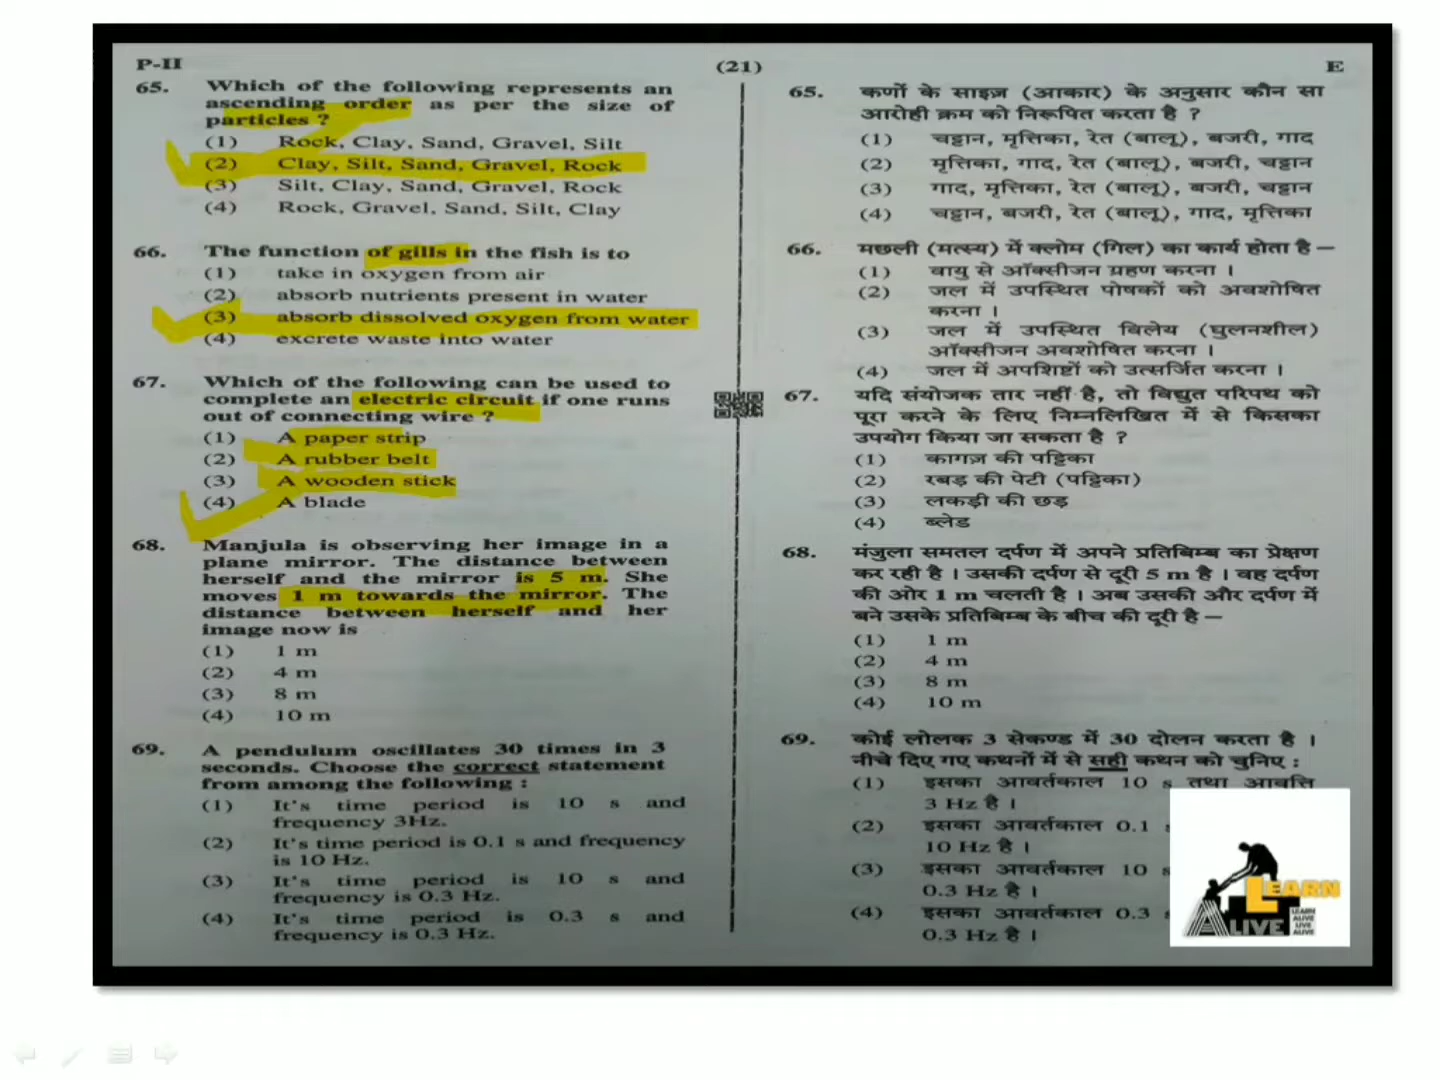 P-II
(21)
E
65. Which of the following represents an
ascending order as per the size of
particles ?
(1) Rock, Clay, Sand, Gravel, Silt
(2) Clay, Silt, Sand, Gravel, Rock
(3) Silt, Clay, Sand, Gravel, Rock
(4) Rock, Gravel, Sand, Silt, Clay
66. The function of gills in the fish is to
(1) take in oxygen from air
(2) absorb nutrients present in water
(3) absorb dissolved oxygen from water
(4) excrete waste into water
67. Which of the following can be used to
complete an electric circuit if one runs
out of connecting wire ?
(1) A paper strip
(2) A rubber belt
(3) A wooden stick
(4) A blade
68. Manjula is observing her image in a
plane mirror. The distance between
herself and the mirror is 5 m. She
moves 1 m towards the mirror. The
distance between herself and her
image now is
(1) 1 m
(2) 4 m
(3) 8 m
(4) 10 m
69. A pendulum oscillates 30 times in 3
seconds. Choose the correct statement
from among the following :
(1) It's time period is 10 s and
frequency 3Hz.
(2) It's time period is 0.1 s and frequency
is 10 Hz.
(3) It's time period is 10 s and
frequency is 0.3 Hz.
(4) It's time period is 0.3 s and
frequency is 0.3 Hz.
65. कणों के साइज़ (आकार) के अनुसार कौन सा
आरोही क्रम को निरूपित करता है ?
(1) चट्टान, मृत्तिका, रेत (बालू), बजरी, गाद
(2) मृत्तिका, गाद, रेत (बालू), बजरी, चट्टान
(3) गाद, मृत्तिका, रेत (बालू), बजरी, चट्टान
(4) चट्टान, बजरी, रेत (बालू), गाद, मृत्तिका
66. मछली (मत्स्य) में क्लोम (गिल) का कार्य होता है –
(1) वायु से ऑक्सीजन ग्रहण करना ।
(2) जल में उपस्थित पोषकों को अवशोषित
करना ।
(3) जल में उपस्थित विलेय (घुलनशील)
ऑक्सीजन अवशोषित करना ।
(4) जल में अपशिष्टों को उत्सर्जित करना ।
67. यदि संयोजक तार नहीं है, तो विद्युत परिपथ को
पूरा करने के लिए निम्नलिखित में से किसका
उपयोग किया जा सकता है ?
(1) कागज़ की पट्टिका
(2) रबड़ की पेटी (पट्टिका)
(3) लकड़ी की छड़
(4) ब्लेड
68. मंजुला समतल दर्पण में अपने प्रतिबिम्ब का प्रेक्षण
कर रही है । उसकी दर्पण से दूरी 5 m है । वह दर्पण
की ओर 1 m चलती है । अब उसकी और दर्पण में
बने उसके प्रतिबिम्ब के बीच की दूरी है –
(1) 1 m
(2) 4 m
(3) 8 m
(4) 10 m
69. कोई लोलक 3 सेकण्ड में 30 दोलन करता है ।
नीचे दिए गए कथनों में से सही कथन को चुनिए :
(1) इसका आवर्तकाल 10 s तथा आवृत्ति
3 Hz है ।
(2) इसका आवर्तकाल 0.1
10 Hz है ।
(3) इसका आवर्तकाल 10 s
0.3 Hz है ।
(4) इसका आवर्तकाल 0.3
0.3 Hz है ।
LEARN
ALIVE
LEARN
ALIVE
LIVE
ALIVE